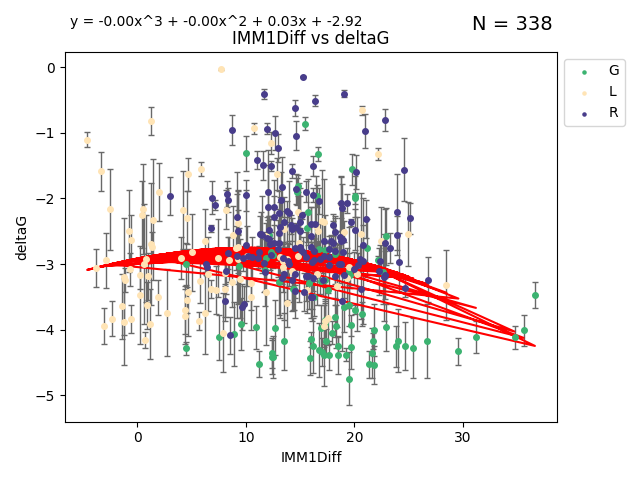 y = -0.00x^3 + -0.00x^2 + 0.03x + -2.92
N = 338
IMM1Diff vs deltaG
G
L
R
deltaG
0
−1
−2
−3
−4
−5
0
10
20
30
IMM1Diff